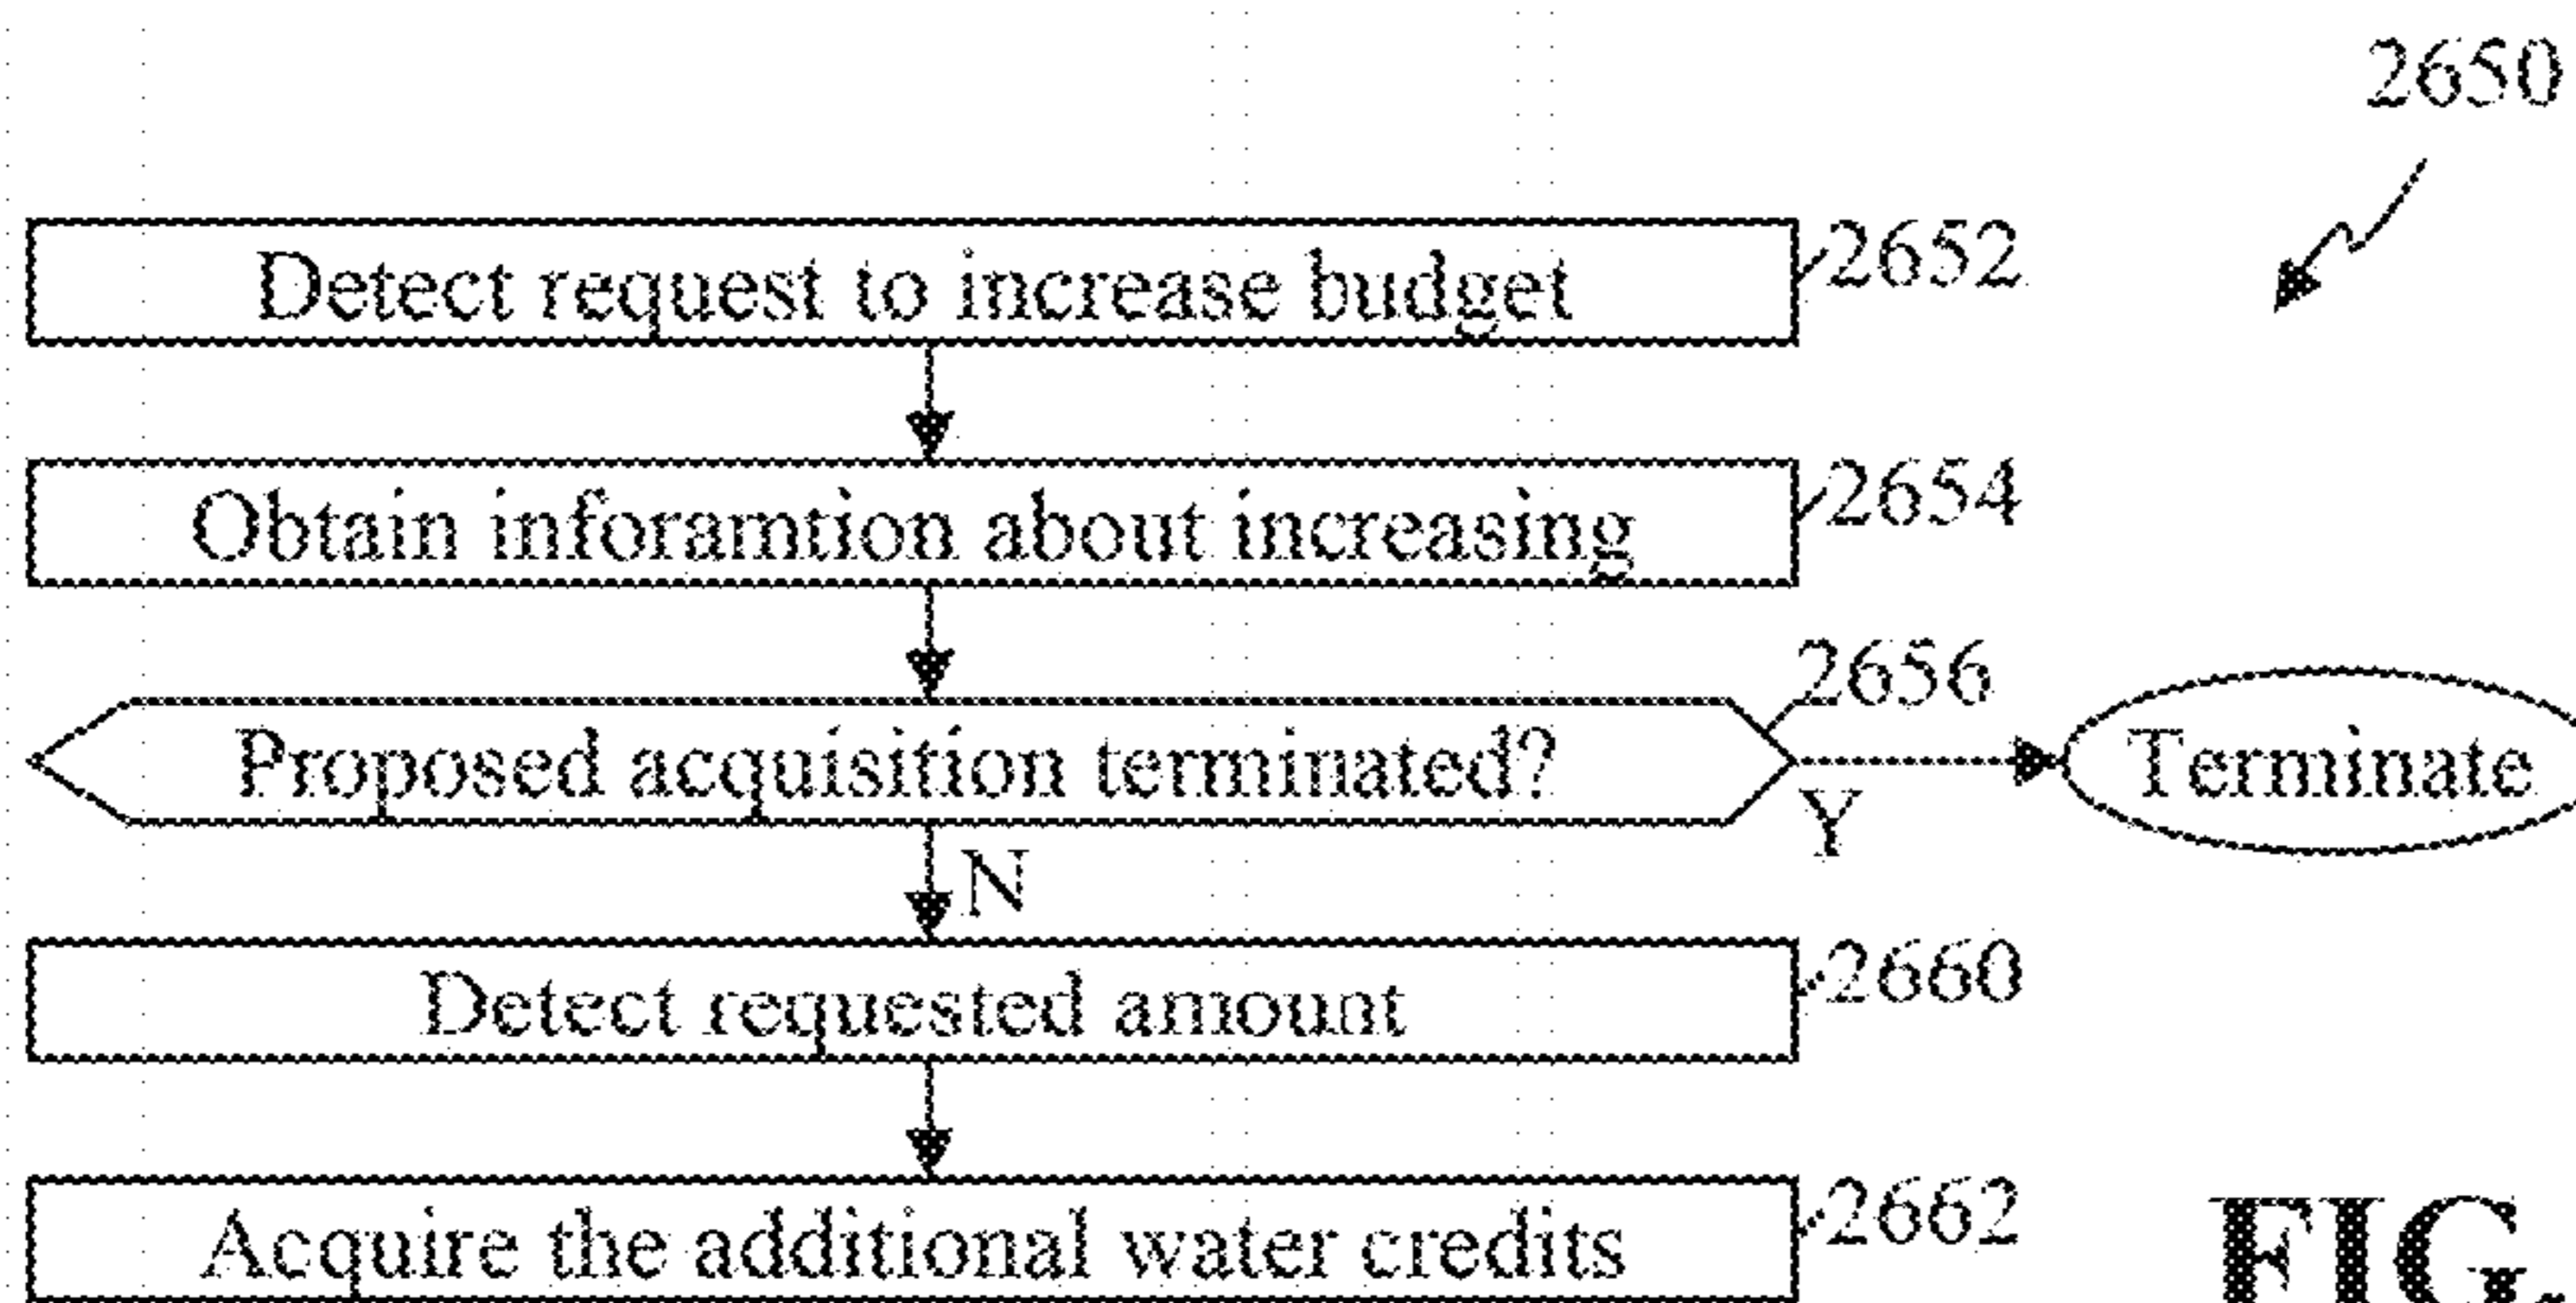 2650
Detect request to increase budget
2652
Obtain inforamtion about increasing
2654
Proposed acquisition terminated?
2656
Y
Terminate
N
Detect requested amount
2660
Acquire the additional water credits
2662
FIG.